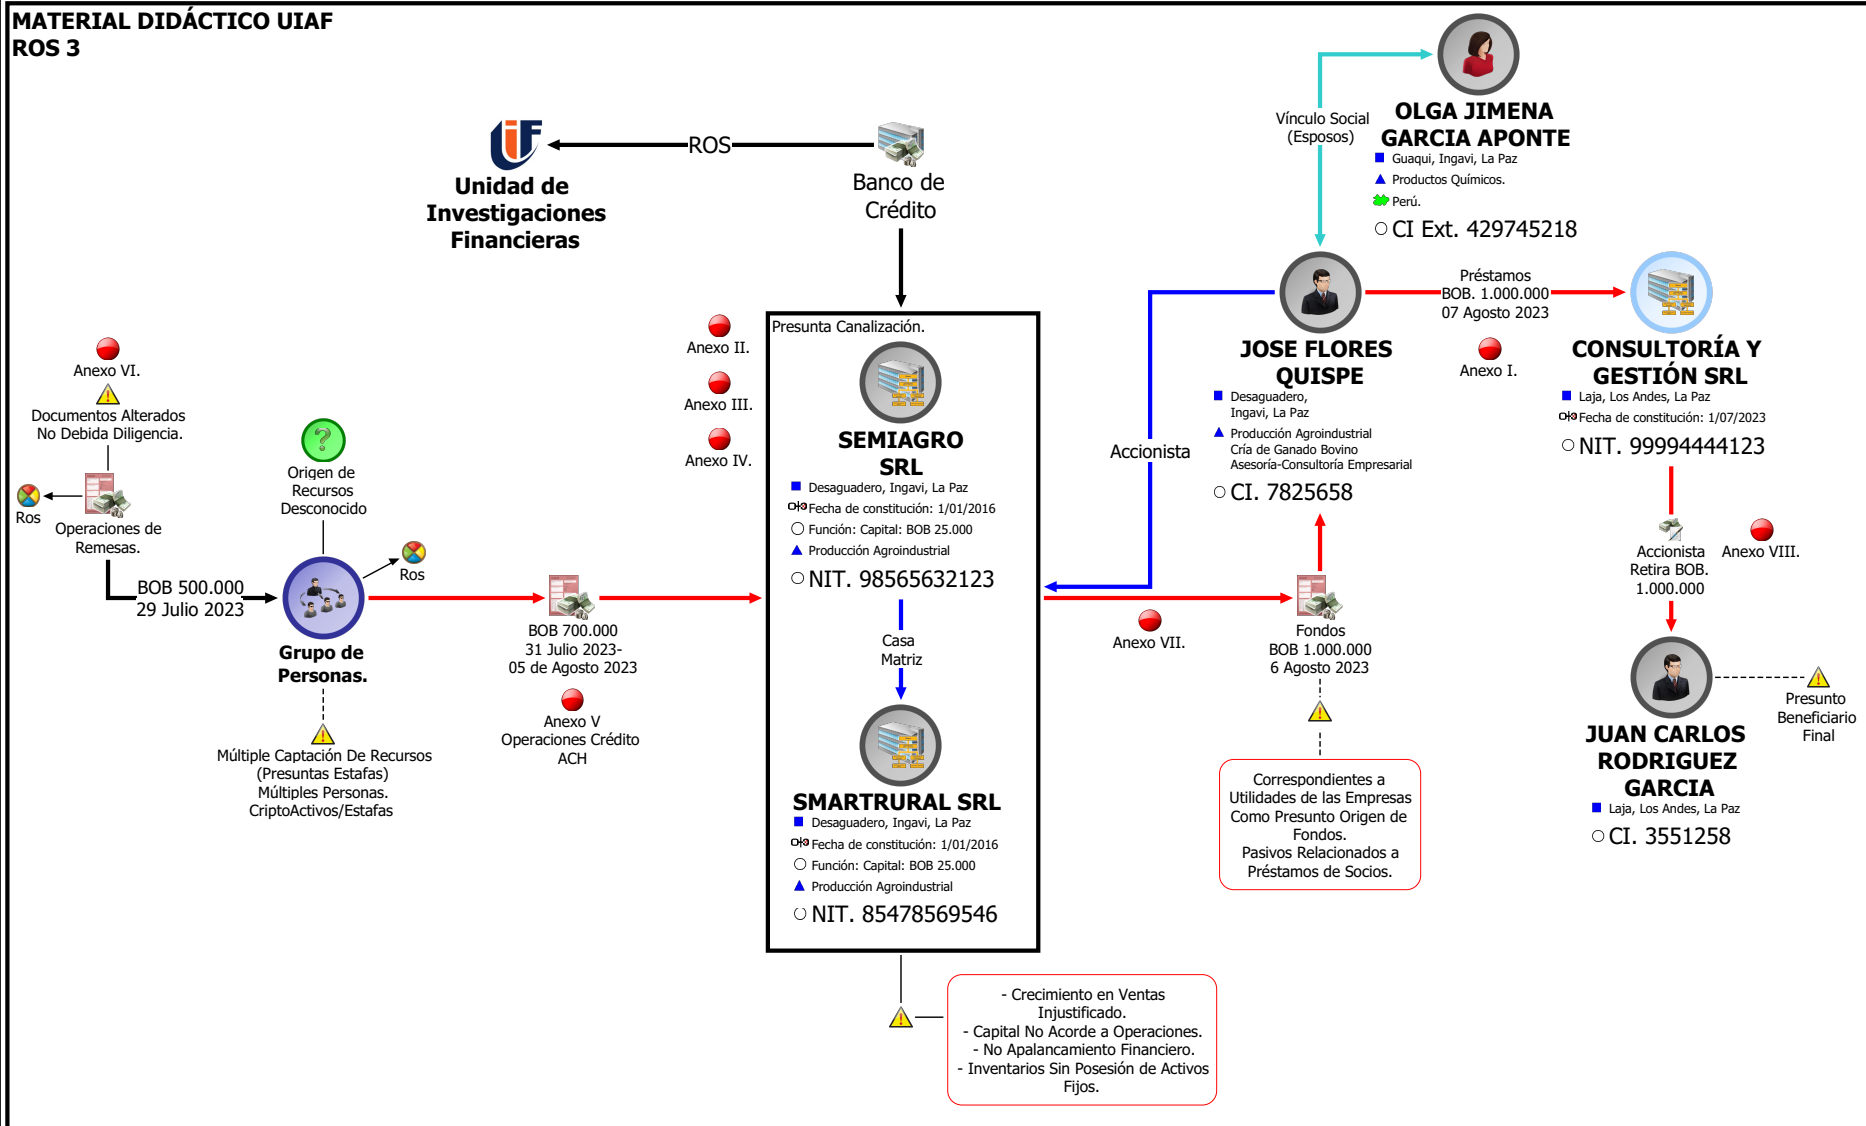 MATERIAL DIDÁCTICO UIAF
ROS 3
UiF
Unidad de
Investigaciones
Financieras
ROS
Banco de
Crédito
Vínculo Social
(Esposos)
OLGA JIMENA
GARCIA APONTE
Guaqui, Ingavi, La Paz
Productos Químicos.
Perú.
CI Ext. 429745218
Anexo VI.
Documentos Alterados
No Debida Diligencia.
Ros
Operaciones de
Remesas.
BOB 500.000
29 Julio 2023
?
Origen de
Recursos
Desconocido
Ros
Grupo de
Personas.
Múltiple Captación De Recursos
(Presuntas Estafas)
Múltiples Personas.
CriptoActivos/Estafas
BOB 700.000
31 Julio 2023-
05 de Agosto 2023
Anexo V
Operaciones Crédito
ACH
Anexo II.
Anexo III.
Anexo IV.
Presunta Canalización.
SEMIAGRO
SRL
Desaguadero, Ingavi, La Paz
Fecha de constitución: 1/01/2016
Función: Capital: BOB 25.000
Producción Agroindustrial
NIT. 98565632123
Casa
Matriz
SMARTRURAL SRL
Desaguadero, Ingavi, La Paz
Fecha de constitución: 1/01/2016
Función: Capital: BOB 25.000
Producción Agroindustrial
NIT. 85478569546
- Crecimiento en Ventas
Injustificado.
- Capital No Acorde a Operaciones.
- No Apalancamiento Financiero.
- Inventarios Sin Posesión de Activos
Fijos.
Accionista
JOSE FLORES
QUISPE
Desaguadero,
Ingavi, La Paz
Producción Agroindustrial
Cría de Ganado Bovino
Asesoría-Consultoría Empresarial
CI. 7825658
Anexo VII.
Fondos
BOB 1.000.000
6 Agosto 2023
Correspondientes a
Utilidades de las Empresas
Como Presunto Origen de
Fondos.
Pasivos Relacionados a
Préstamos de Socios.
Préstamos
BOB. 1.000.000
07 Agosto 2023
Anexo I.
CONSULTORÍA Y
GESTIÓN SRL
Laja, Los Andes, La Paz
Fecha de constitución: 1/07/2023
NIT. 99994444123
Accionista
Retira BOB.
1.000.000
Anexo VIII.
JUAN CARLOS
RODRIGUEZ
GARCIA
Laja, Los Andes, La Paz
CI. 3551258
Presunto
Beneficiario
Final